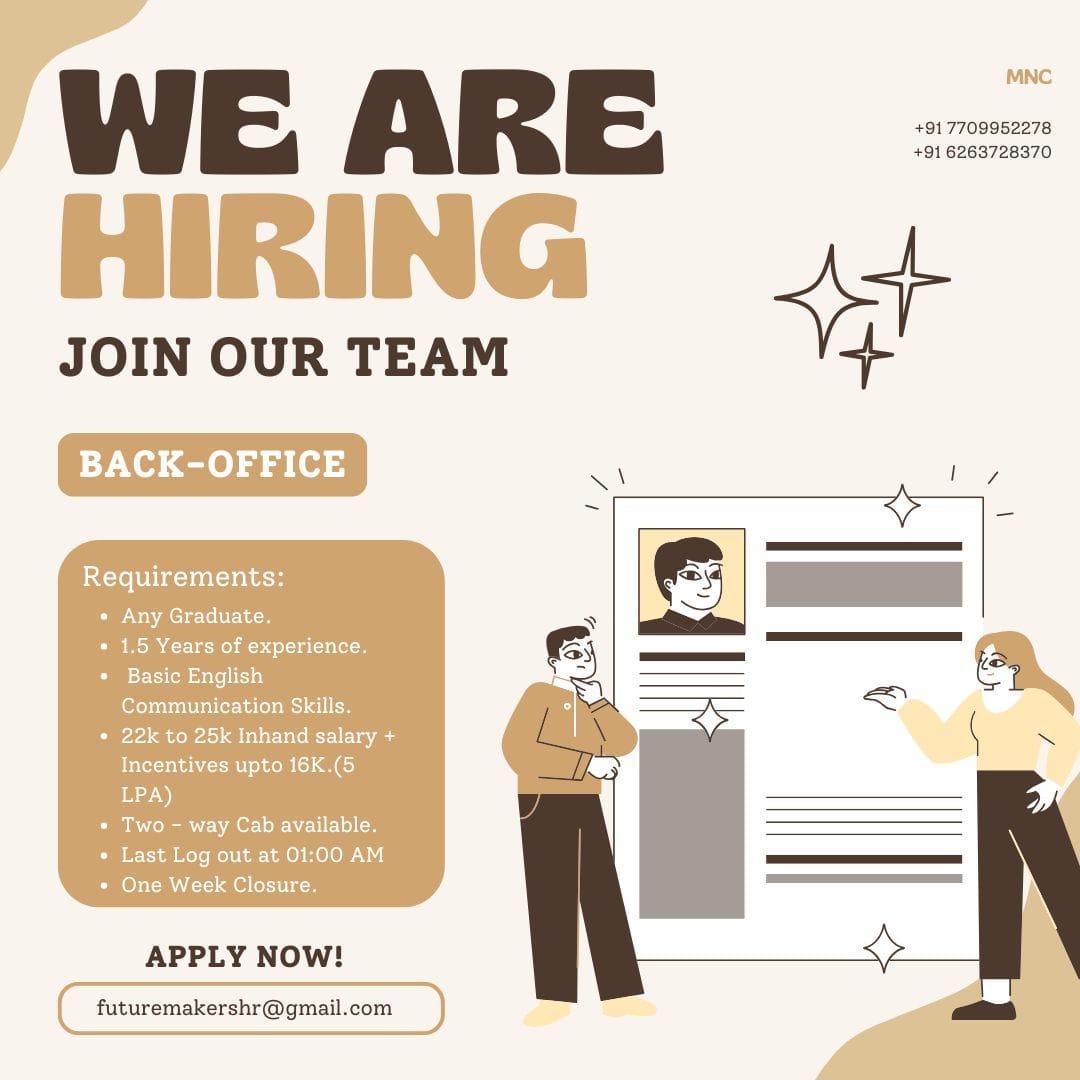 WE ARE
HIRING
JOIN OUR TEAM
MNC
+91 7709952278
+91 6263728370
BACK-OFFICE
Requirements:
• Any Graduate.
• 1.5 Years of experience.
• Basic English
Communication Skills.
• 22k to 25k Inhand salary +
Incentives upto 16K.(5
LPA)
• Two - way Cab available.
• Last Log out at 01:00 AM
• One Week Closure.
APPLY NOW!
futuremakershr@gmail.com